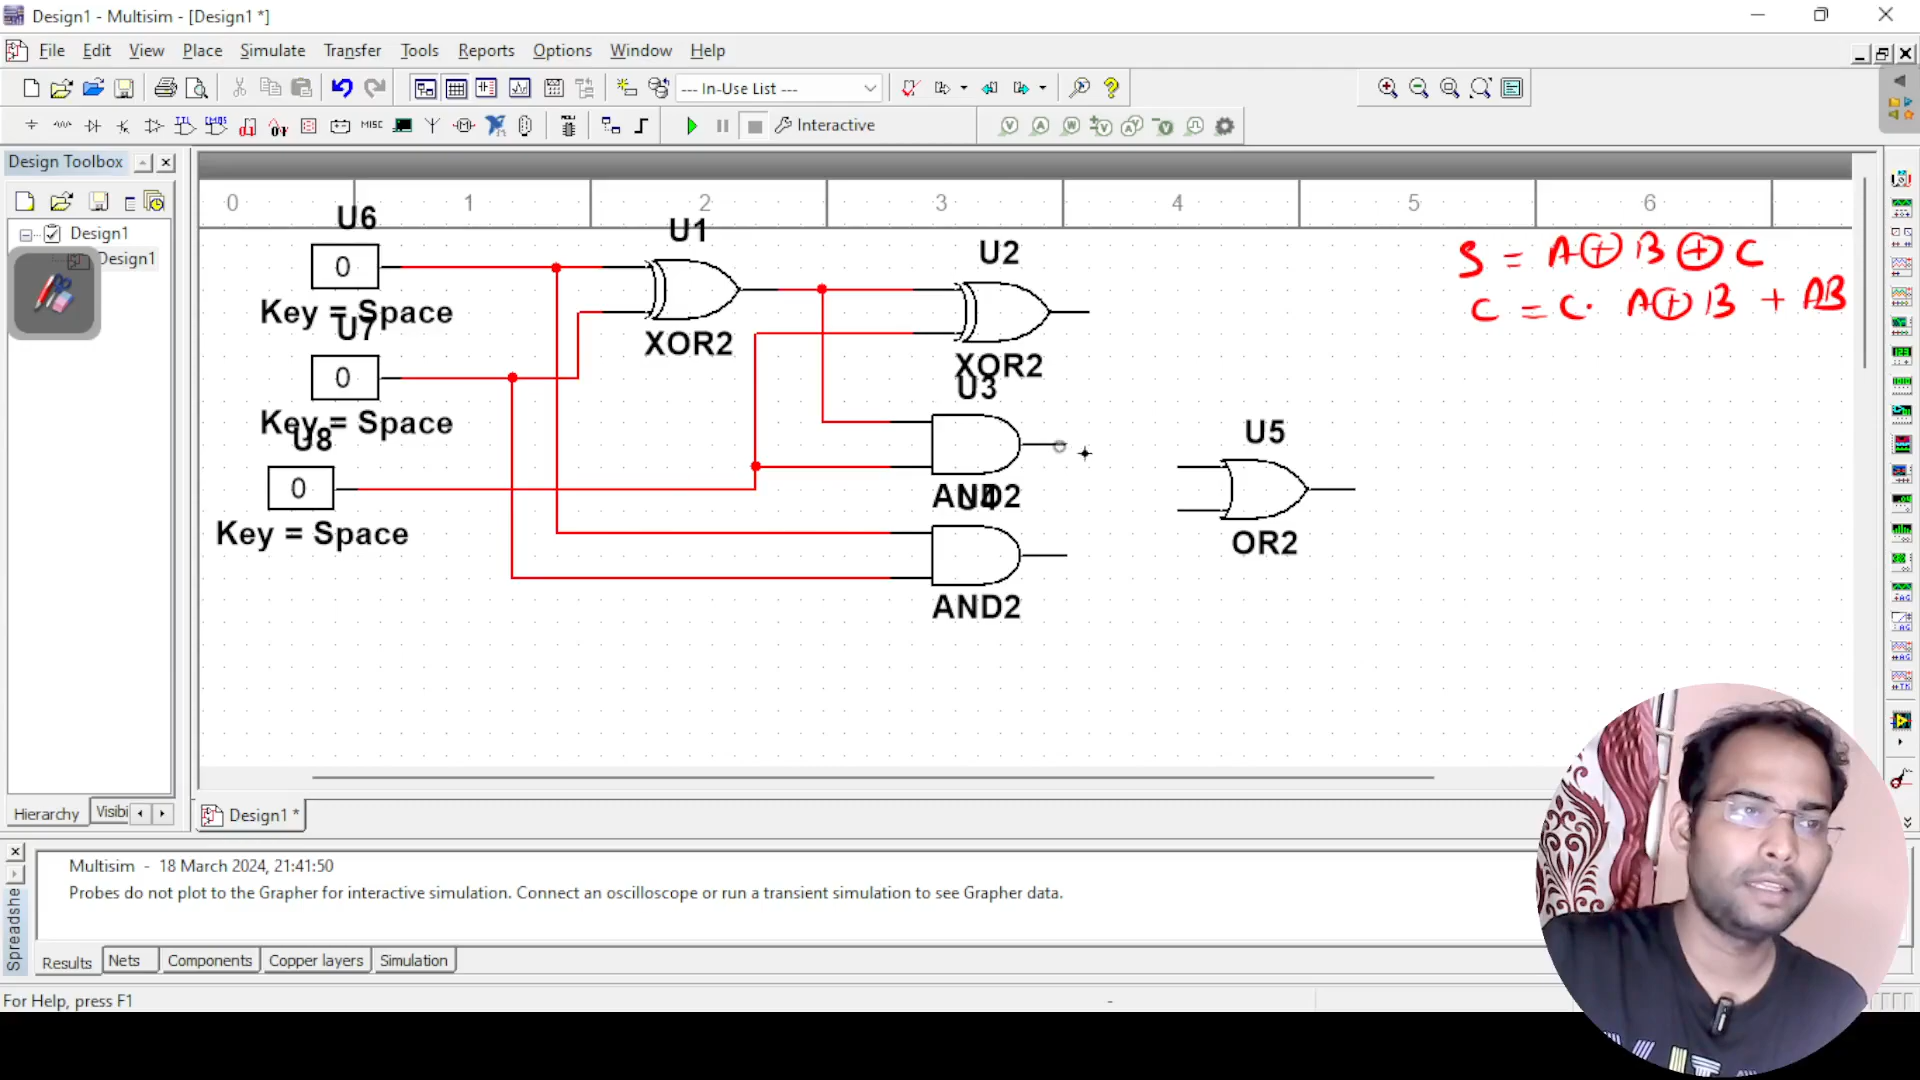 Design1 - Multisim - [Design1 *]
File Edit View Place Simulate Transfer Tools Reports Options Window Help
--- In-Use List ---
MISC Interactive
Design Toolbox
0 1 2 3 4 5 6
Design1
Design1
U6
0
Key = Space
U7
0
Key = Space
U8
0
Key = Space
U1
XOR2
U2
XOR2
U3
AND2
U4
AND2
U5
OR2
S = A⊕B⊕C
C = C· A⊕B + AB
Hierarchy Visibi
Design1 *
Multisim - 18 March 2024, 21:41:50
Probes do not plot to the Grapher for interactive simulation. Connect an oscilloscope or run a transient simulation to see Grapher data.
Spreadshe
Results Nets Components Copper layers Simulation
For Help, press F1
-